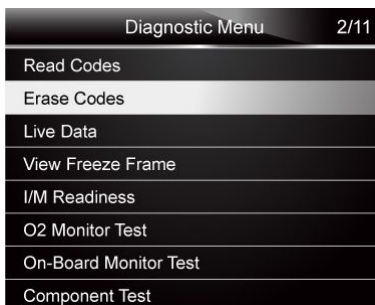 Diagnostic Menu 2/11
Read Codes
Erase Codes
Live Data
View Freeze Frame
I/M Readiness
O2 Monitor Test
On-Board Monitor Test
Component Test